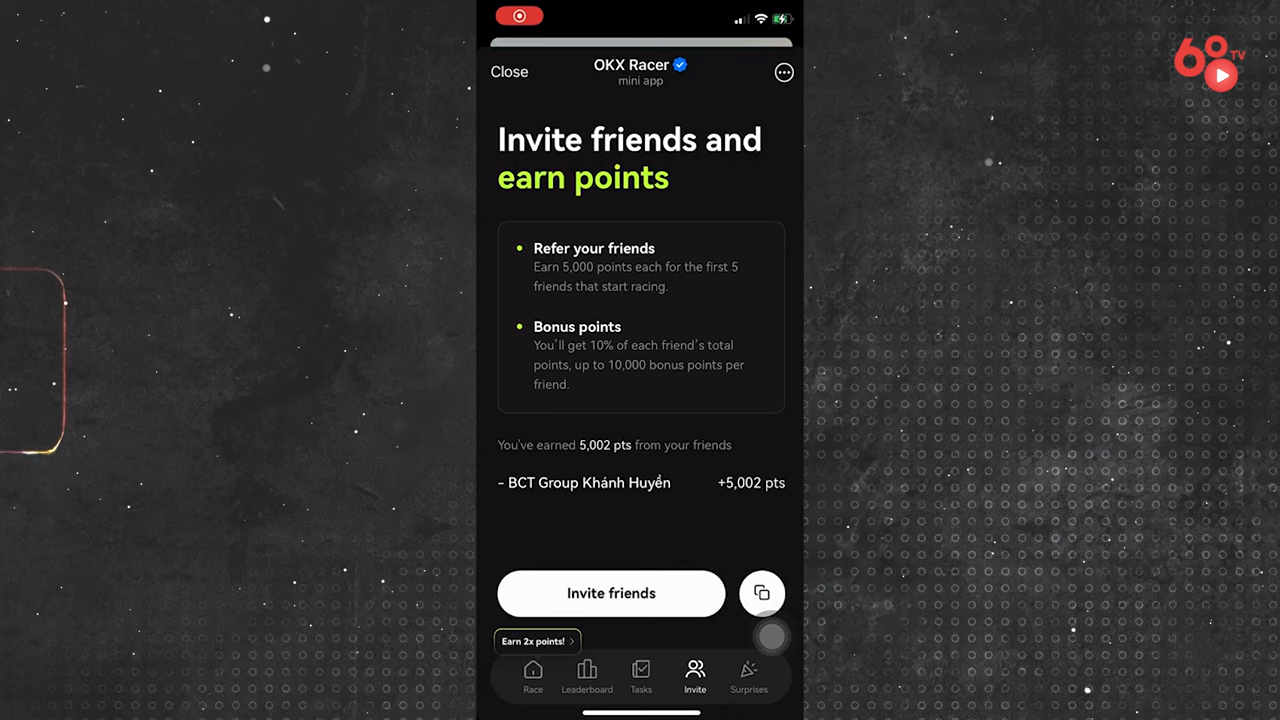 60 TV
Close
OKX Racer
mini app
Invite friends and
earn points
Refer your friends
Earn 5,000 points each for the first 5
friends that start racing.
Bonus points
You'll get 10% of each friend's total
points, up to 10,000 bonus points per
friend.
You've earned 5,002 pts from your friends
- BCT Group Khánh Huyền +5,002 pts
Invite friends
Earn 2x points!
Race Leaderboard Tasks Invite Surprises